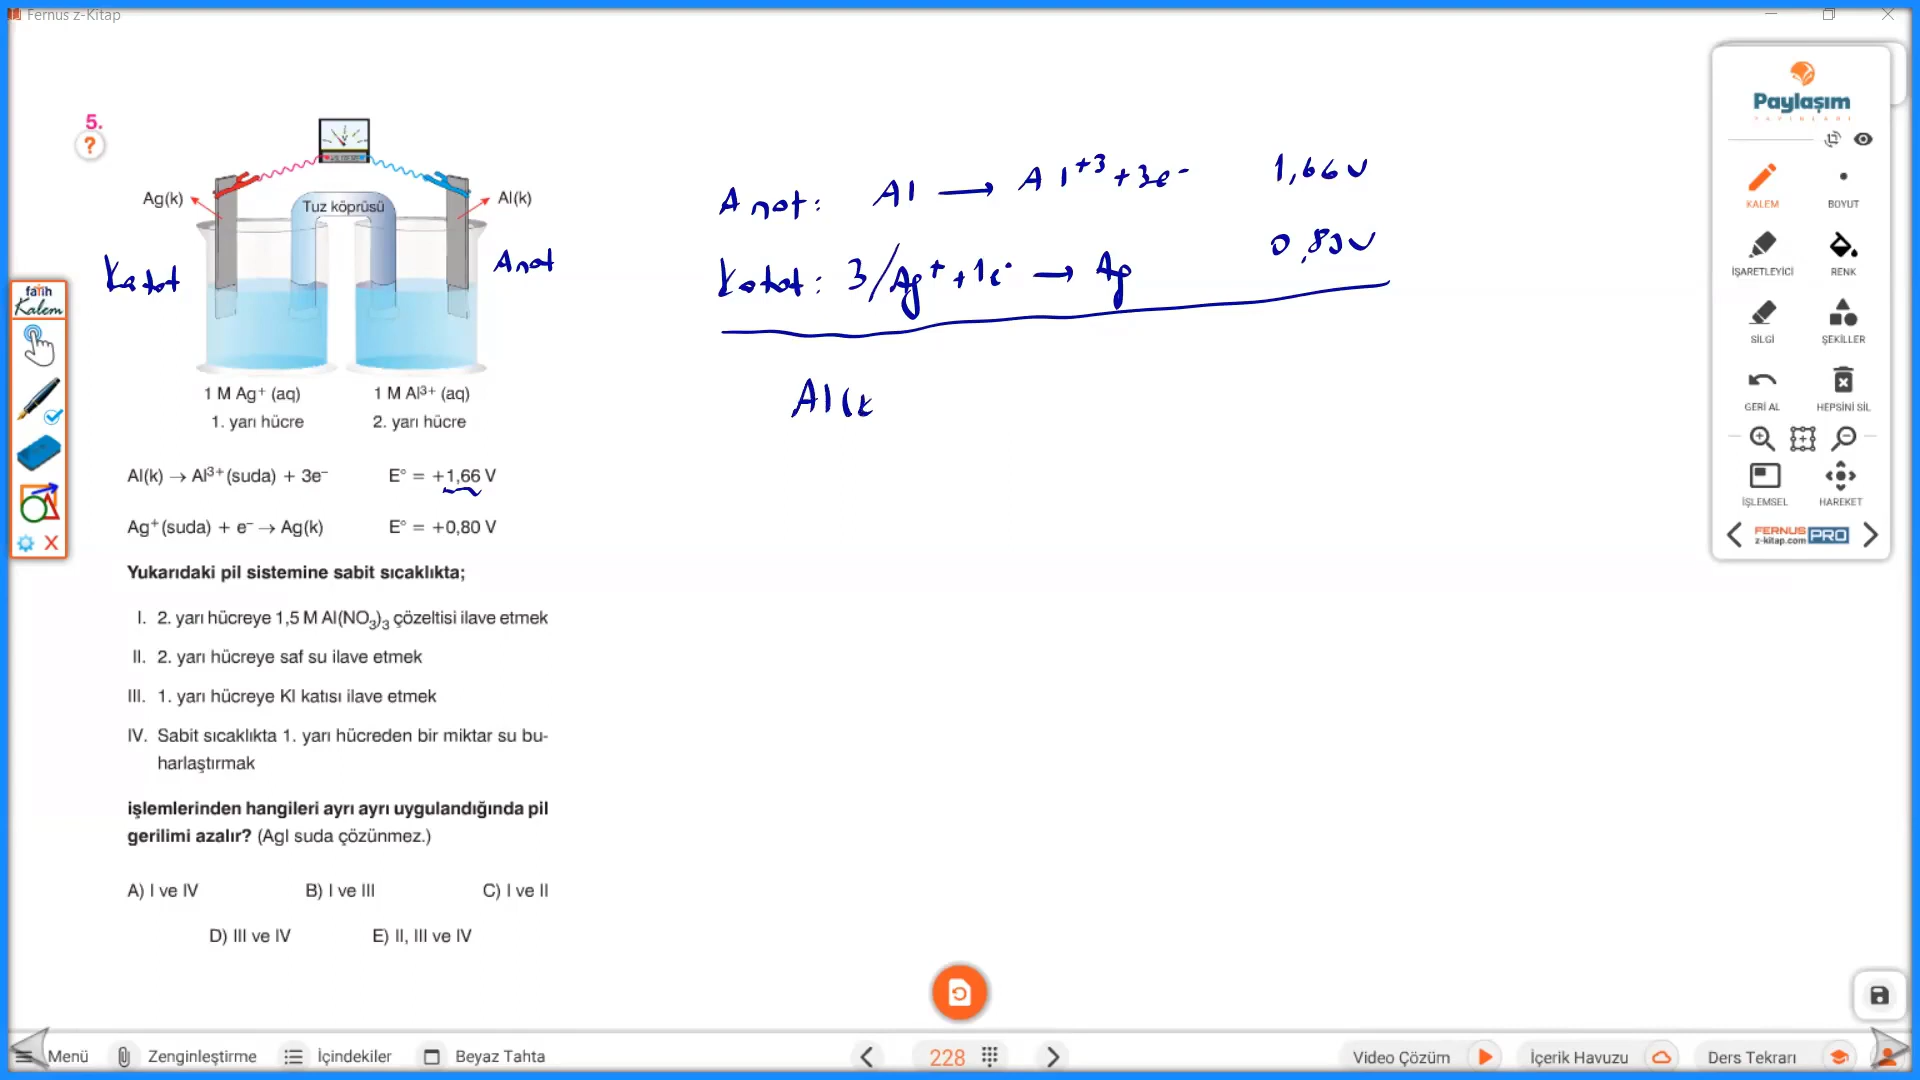 Fernus z-Kitap
5.
?
Ag(k)
Al(k)
Tuz köprüsü
Katot
Anot
1 M Ag⁺ (aq)
1 M Al³⁺ (aq)
1. yarı hücre
2. yarı hücre
Al(k) → Al³⁺(suda) + 3e⁻ E° = +1,66 V
Ag⁺(suda) + e⁻ → Ag(k) E° = +0,80 V
Yukarıdaki pil sistemine sabit sıcaklıkta;
I. 2. yarı hücreye 1,5 M Al(NO₃)₃ çözeltisi ilave etmek
II. 2. yarı hücreye saf su ilave etmek
III. 1. yarı hücreye KI katısı ilave etmek
IV. Sabit sıcaklıkta 1. yarı hücreden bir miktar su bu-
harlaştırmak
işlemlerinden hangileri ayrı ayrı uygulandığında pil
gerilimi azalır? (AgI suda çözünmez.)
A) I ve IV B) I ve III C) I ve II
D) III ve IV E) II, III ve IV
Anot: Al → Al⁺³ + 3e⁻ 1,66 V
Katot: 3/ Ag⁺ + 1e⁻ → Ag 0,80 V
Al(k
fatih
Kalem
Paylaşım
YAYINLARI
KALEM
BOYUT
İŞARETLEYİCİ
RENK
SİLGİ
ŞEKİLLER
GERİ AL
HEPSİNİ SİL
İŞLEMSEL
HAREKET
FERNUS
z-kitap.com
PRO
Menü
Zenginleştirme
İçindekiler
Beyaz Tahta
228
Video Çözüm
İçerik Havuzu
Ders Tekrarı